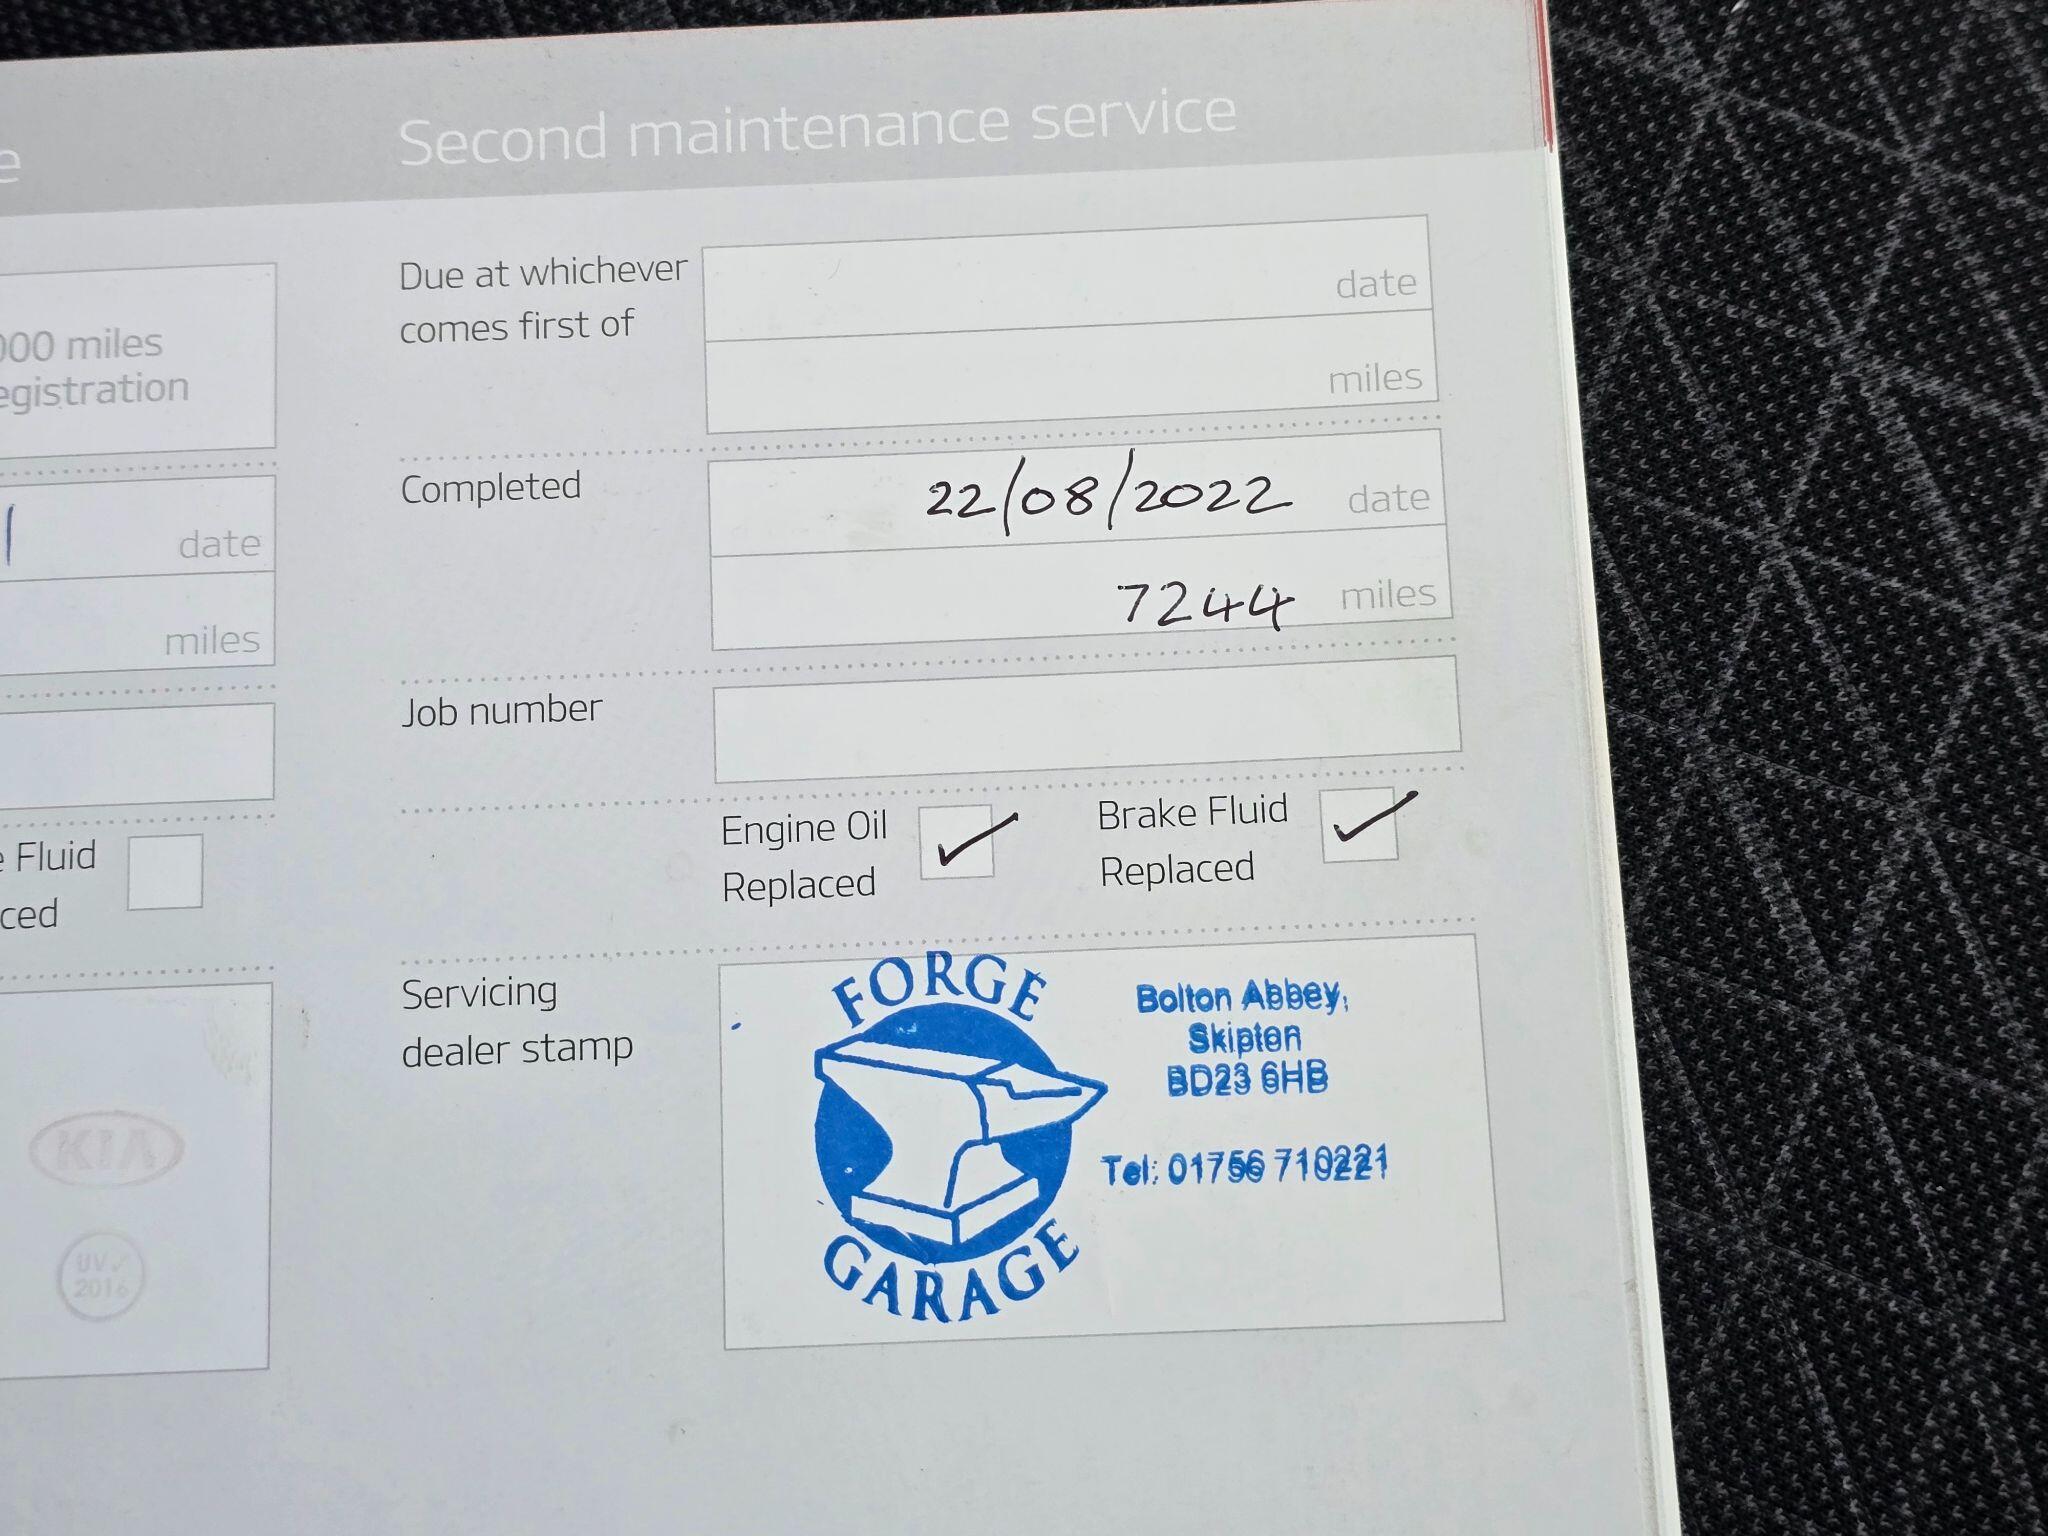 e
Second maintenance service
000 miles
egistration
date
miles
e Fluid
ced
KIA
UV✓
2016
Due at whichever
comes first of
date
miles
Completed
22/08/2022 date
7244 miles
Job number
Engine Oil
Replaced
Brake Fluid
Replaced
Servicing
dealer stamp
FORGE
GARAGE
Bolton Abbey,
Skipton
BD23 6HB
Tel: 01756 710221